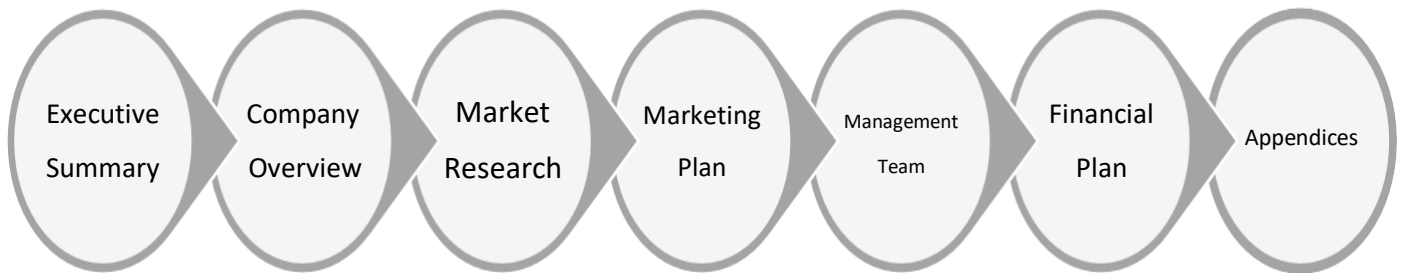 Executive
Summary
Company
Overview
Market
Research
Marketing
Plan
Management
Team
Financial
Plan
Appendices